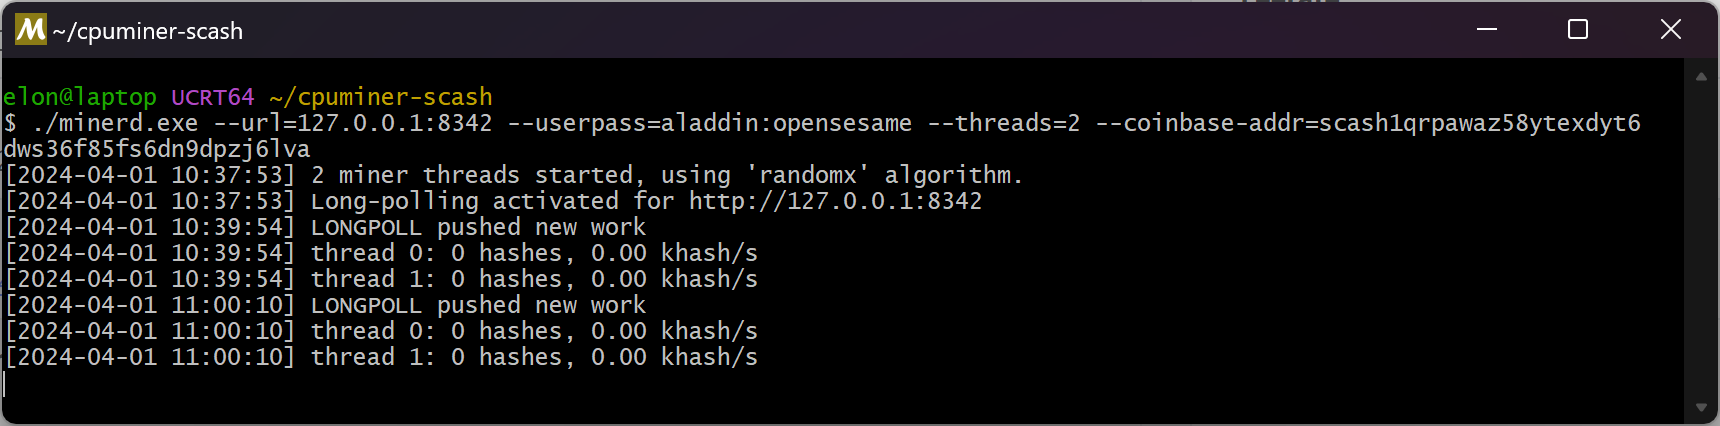 M ~/cpuminer-scash
elon@laptop UCRT64 ~/cpuminer-scash
$ ./minerd.exe --url=127.0.0.1:8342 --userpass=aladdin:opensesame --threads=2 --coinbase-addr=scash1qrpawaz58ytexdyt6
dws36f85fs6dn9dpzj6lva
[2024-04-01 10:37:53] 2 miner threads started, using 'randomx' algorithm.
[2024-04-01 10:37:53] Long-polling activated for http://127.0.0.1:8342
[2024-04-01 10:39:54] LONGPOLL pushed new work
[2024-04-01 10:39:54] thread 0: 0 hashes, 0.00 khash/s
[2024-04-01 10:39:54] thread 1: 0 hashes, 0.00 khash/s
[2024-04-01 11:00:10] LONGPOLL pushed new work
[2024-04-01 11:00:10] thread 0: 0 hashes, 0.00 khash/s
[2024-04-01 11:00:10] thread 1: 0 hashes, 0.00 khash/s